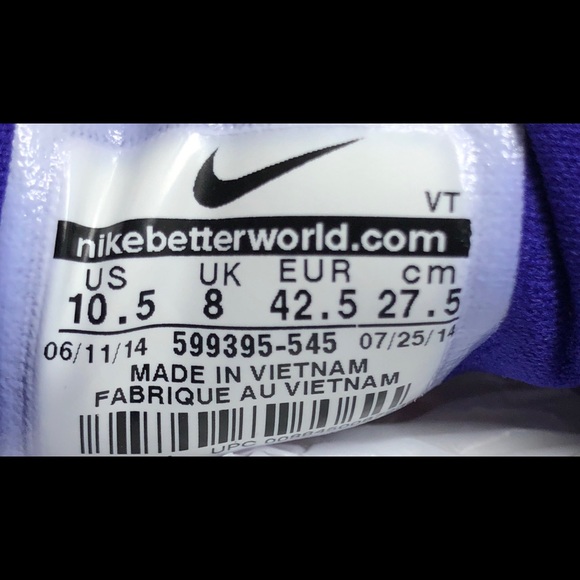 VT
nikebetterworld.com
US UK EUR cm
10.5 8 42.5 27.5
06/11/14 599395-545 07/25/14
MADE IN VIETNAM
FABRIQUE AU VIETNAM
UPC